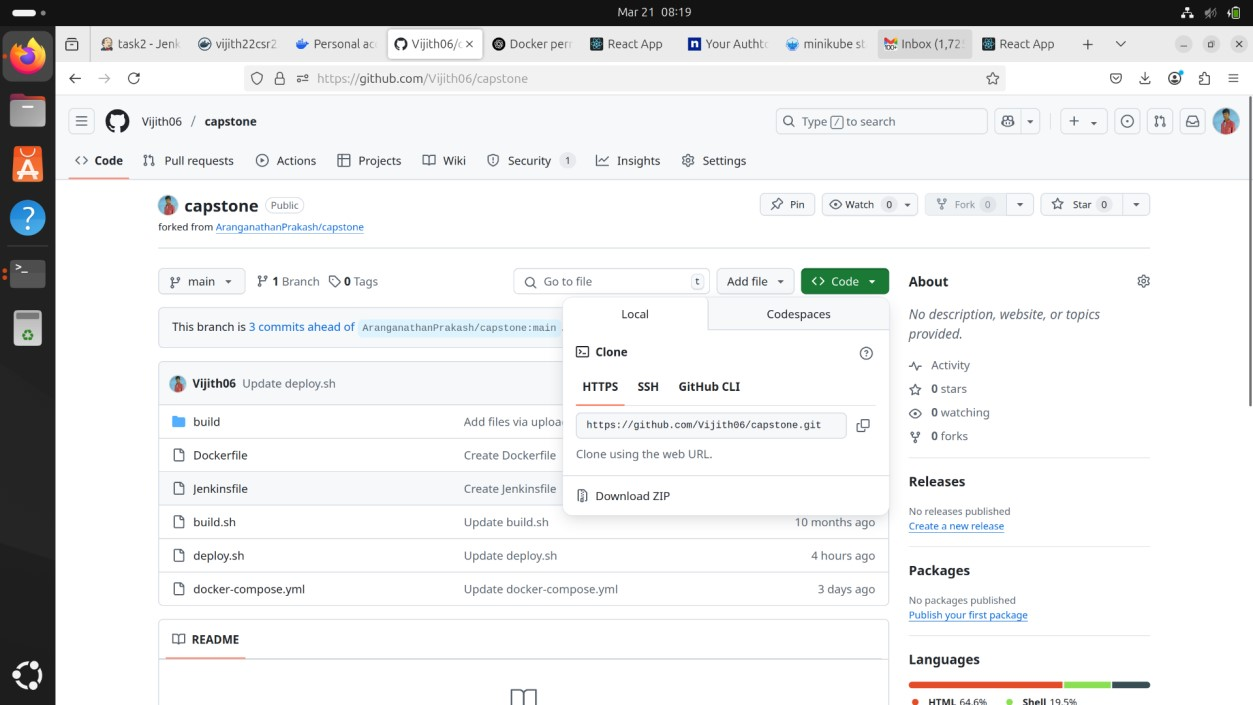 Mar 21 08:19
task2 - Jenk
vijith22csr2
Personal ac
Vijith06/c
Docker per
React App
Your Autht
minikube st
Inbox (1,72
React App
https://github.com/Vijith06/capstone
Vijith06 / capstone
Type / to search
Code
Pull requests
Actions
Projects
Wiki
Security 1
Insights
Settings
capstone Public
forked from AranganathanPrakash/capstone
Pin
Watch 0
Fork 0
Star 0
main
1 Branch
0 Tags
Go to file t
Add file
Code
This branch is 3 commits ahead of AranganathanPrakash/capstone:main
Local
Codespaces
Clone
HTTPS
SSH
GitHub CLI
https://github.com/Vijith06/capstone.git
Clone using the web URL.
Download ZIP
Vijith06 Update deploy.sh
build Add files via uploa
Dockerfile Create Dockerfile
Jenkinsfile Create Jenkinsfile
build.sh Update build.sh 10 months ago
deploy.sh Update deploy.sh 4 hours ago
docker-compose.yml Update docker-compose.yml 3 days ago
README
About
No description, website, or topics
provided.
Activity
0 stars
0 watching
0 forks
Releases
No releases published
Create a new release
Packages
No packages published
Publish your first package
Languages
HTML 64.6% Shell 19.5%